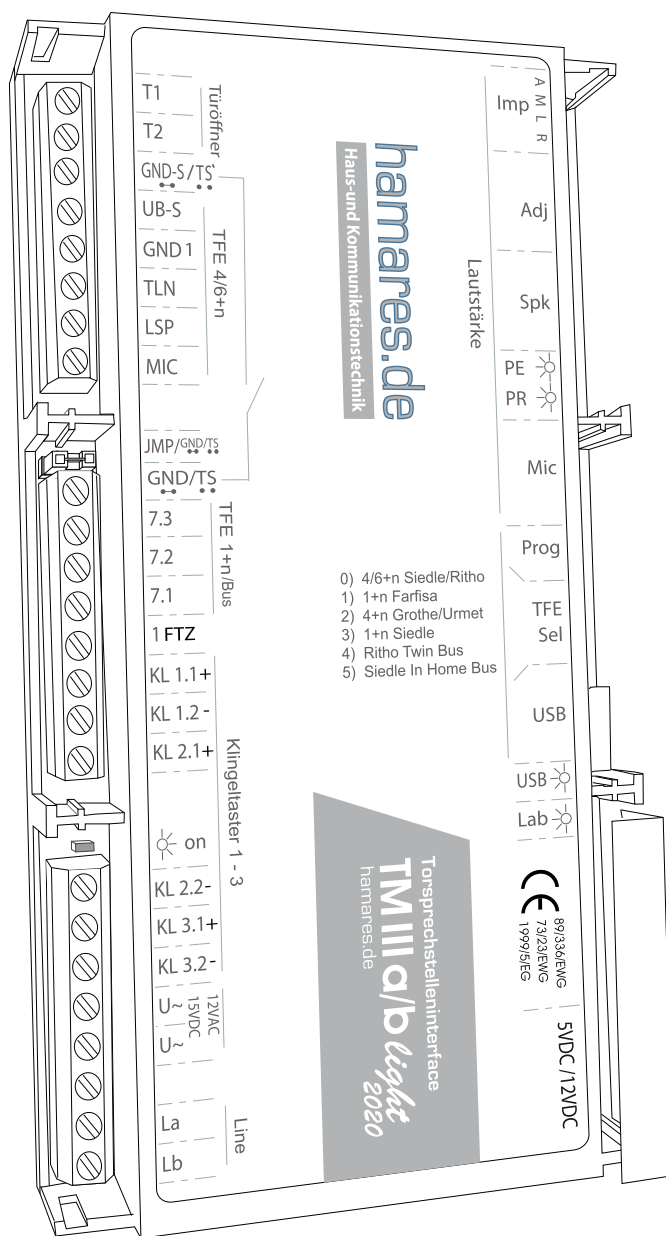 T1
T2
Türöffner
GND-S/TS
UB-S
GND 1
TLN
LSP
MIC
TFE 4/6+n
JMP/GND/TS
GND/TS
7.3
7.2
7.1
TFE 1+n/Bus
1 FTZ
KL 1.1+
KL 1.2-
KL 2.1+
on
KL 2.2-
KL 3.1+
KL 3.2-
Klingeltaster 1 - 3
U~
U~
15VDC
12VAC
La
Lb
Line
hamares.de
Haus-und Kommunikationstechnik
0) 4/6+n Siedle/Ritho
1) 1+n Farfisa
2) 4+n Grothe/Urmet
3) 1+n Siedle
4) Ritho Twin Bus
5) Siedle In Home Bus
Torsprechstelleninterface
TM III a/b light
2020
hamares.de
A M L R
Imp
Adj
Spk
Lautstärke
PE
PR
Mic
Prog
TFE
Sel
USB
USB
Lab
CE
89/336/EWG
73/23/EWG
1999/5/EG
5VDC /12VDC